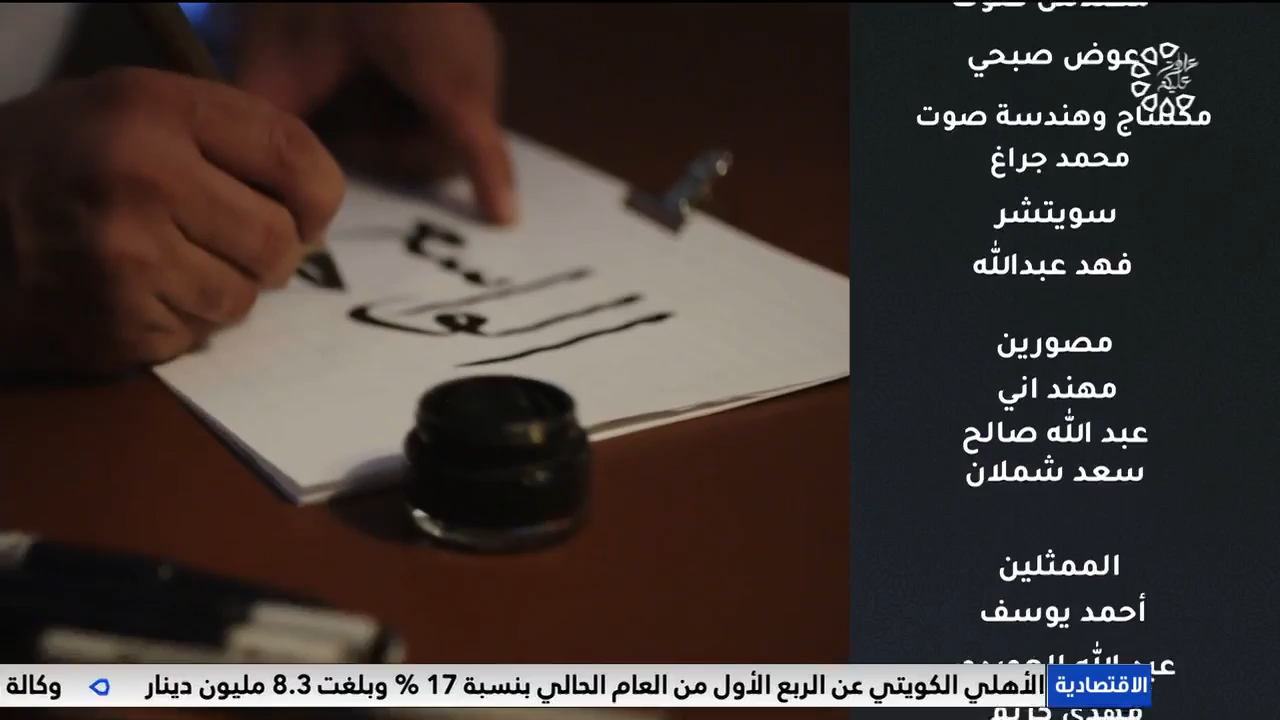 عوض صبحي
مكساج وهندسة صوت
محمد جراغ
سويتشر
فهد عبدالله
مصورين
مهند اني
عبد الله صالح
سعد شملان
الممثلين
أحمد يوسف
عبد الله
الاقتصادية
الأهلي الكويتي عن الربع الأول من العام الحالي بنسبة 17 % وبلغت 8.3 مليون دينار
وكالة